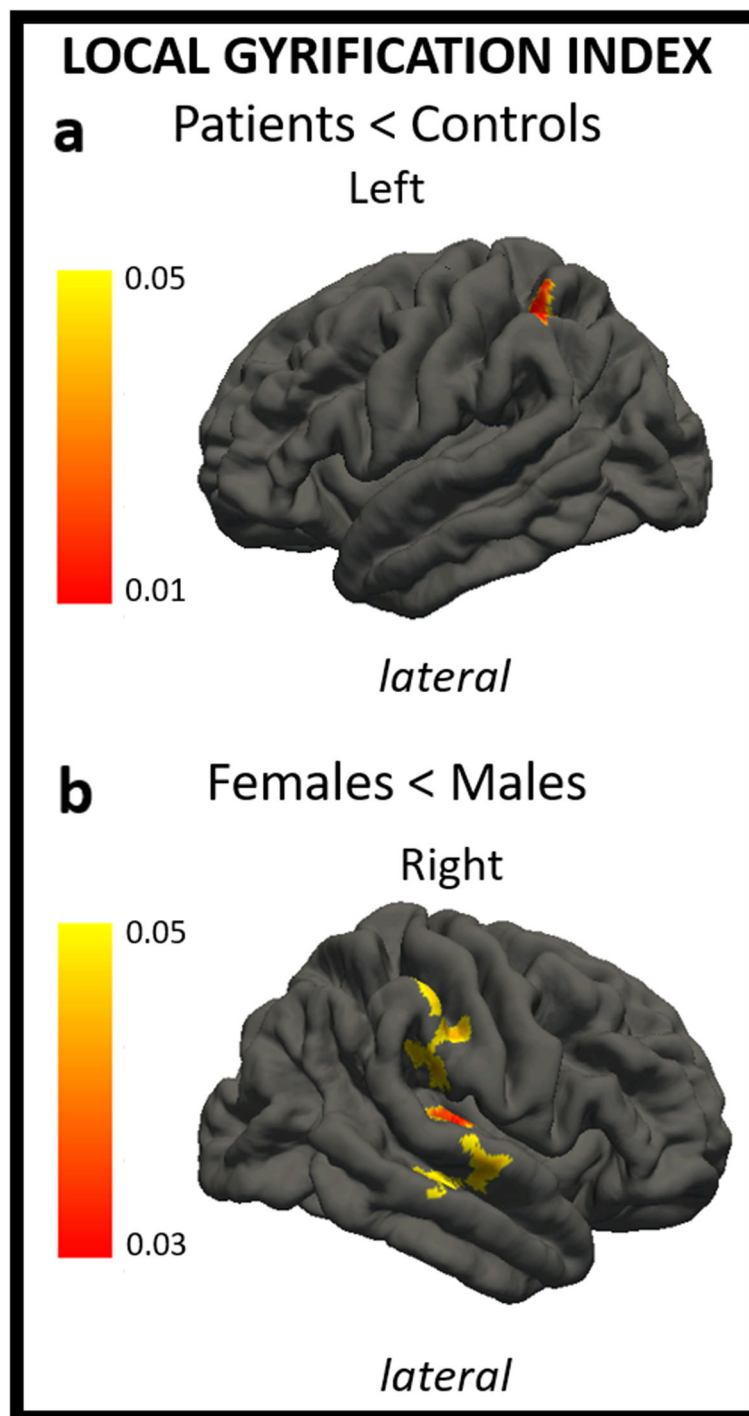 LOCAL GYRIFICATION INDEX
a Patients < Controls
Left
0.05
0.01
lateral
b Females < Males
Right
0.05
0.03
lateral